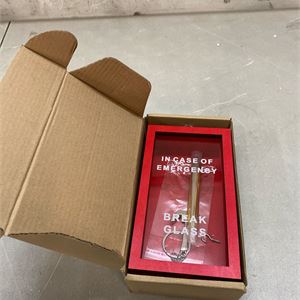 IN CASE OF
EMERGENCY
BREAK
GLASS